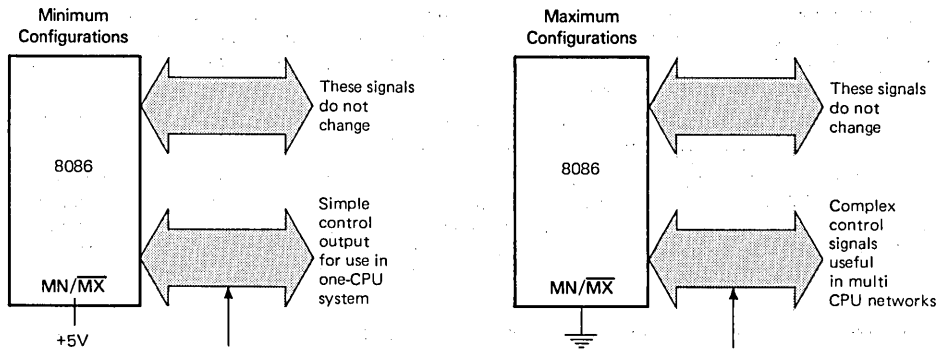 Minimum
Configurations
8086
MN/MX
+5V
These signals
do not
change
Simple
control
output
for use in
one-CPU
system
Maximum
Configurations
8086
MN/MX
These signals
do not
change
Complex
control
signals
useful
in multi
CPU networks